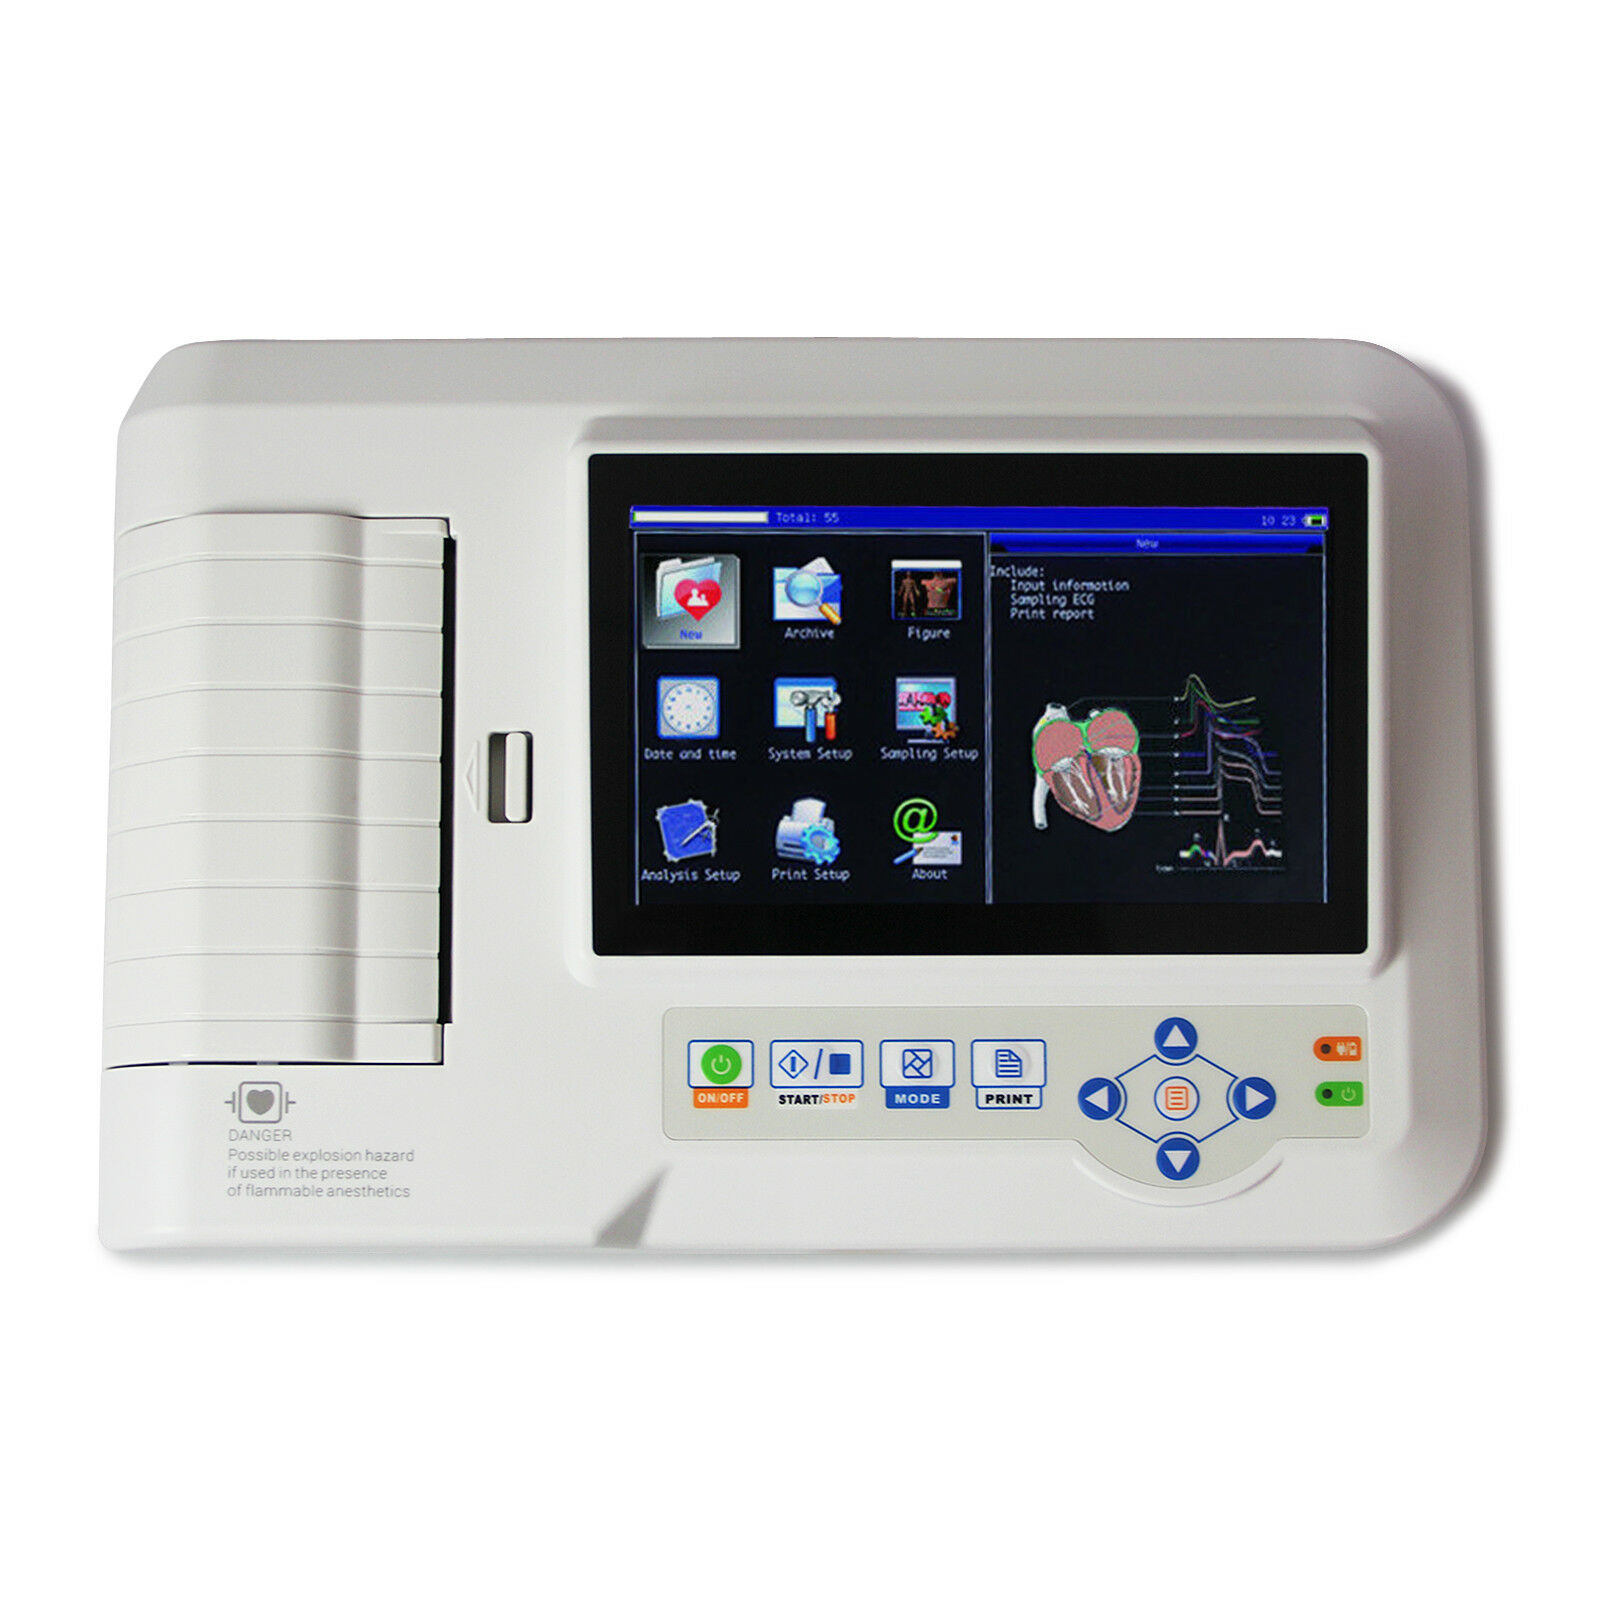 Total: 55
10 23
New
Include:
Input information
Sampling ECG
Print report
New
Archive
Figure
Date and time
System Setup
Sampling Setup
Analysis Setup
Print Setup
@
About
ON/OFF
START/STOP
MODE
PRINT
DANGER
Possible explosion hazard
if used in the presence
of flammable anesthetics